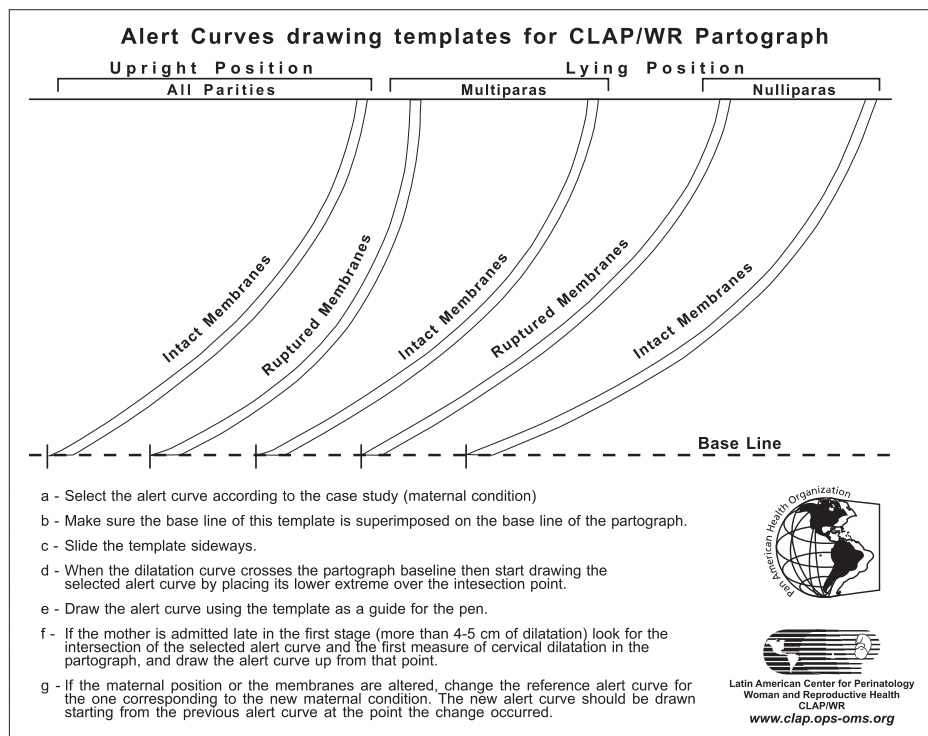 Alert Curves drawing templates for CLAP/WR Partograph
Upright Position
Lying Position
All Parities
Multiparas
Nulliparas
Intact Membranes
Ruptured Membranes
Intact Membranes
Ruptured Membranes
Intact Membranes
Base Line
a - Select the alert curve according to the case study (maternal condition)
b - Make sure the base line of this template is superimposed on the base line of the partograph.
c - Slide the template sideways.
d - When the dilatation curve crosses the partograph baseline then start drawing the
selected alert curve by placing its lower extreme over the intesection point.
e - Draw the alert curve using the template as a guide for the pen.
f - If the mother is admitted late in the first stage (more than 4-5 cm of dilatation) look for the
intersection of the selected alert curve and the first measure of cervical dilatation in the
partograph, and draw the alert curve up from that point.
g - If the maternal position or the membranes are altered, change the reference alert curve for
the one corresponding to the new maternal condition. The new alert curve should be drawn
starting from the previous alert curve at the point the change occurred.
Pan American Health Organization
Latin American Center for Perinatology
Woman and Reproductive Health
CLAP/WR
www.clap.ops-oms.org